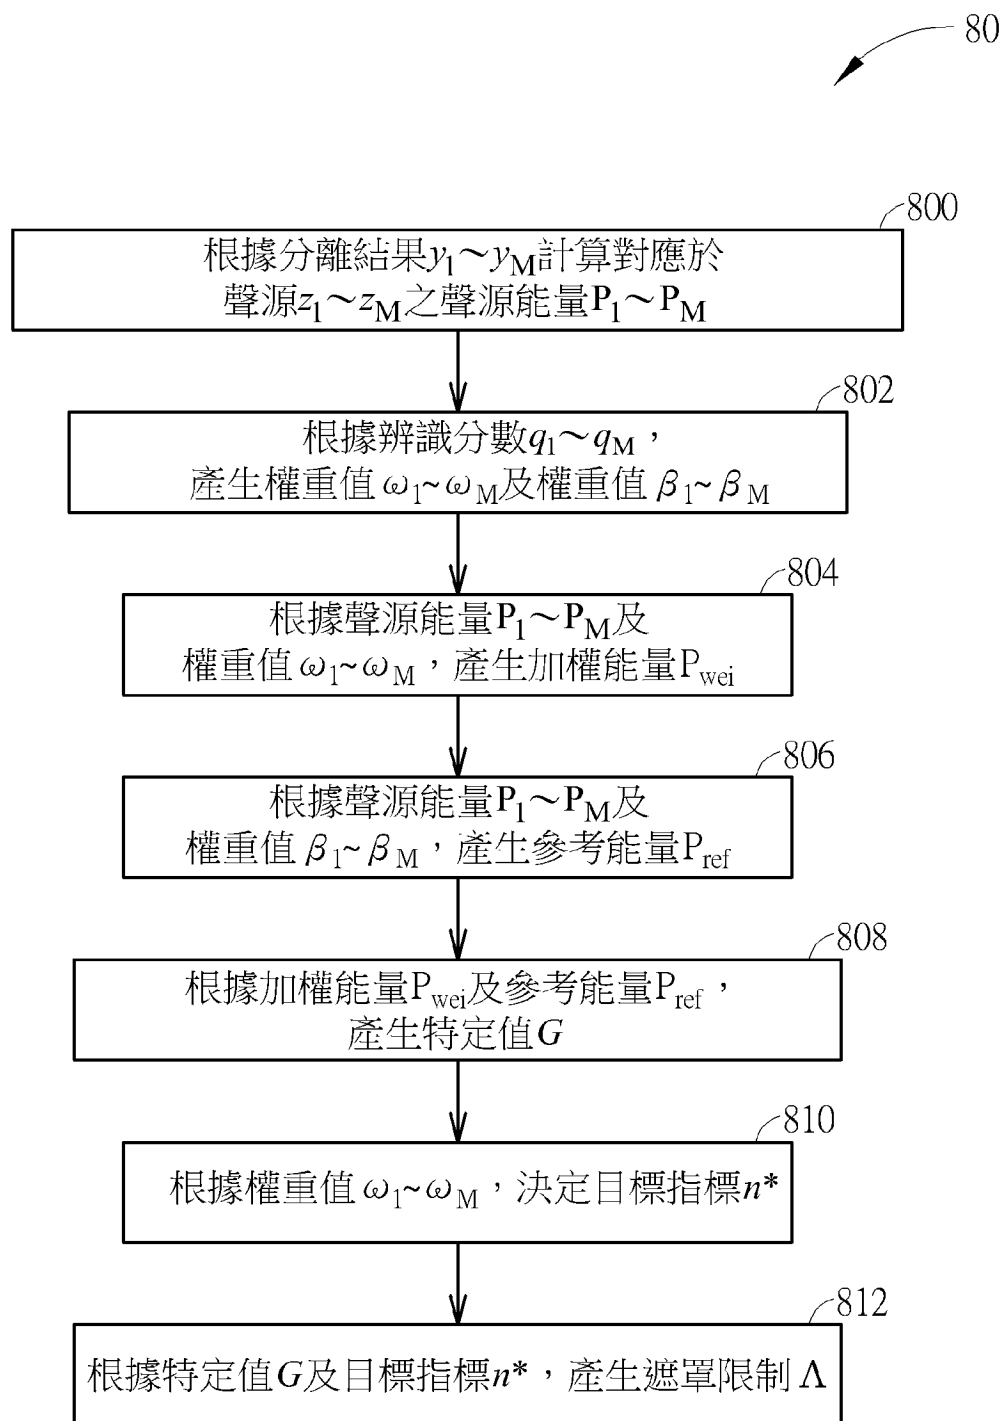 80
800
根據分離結果y1~yM計算對應於
聲源z1~zM之聲源能量P1~PM
802
根據辨識分數q1~qM，
產生權重值ω1~ωM及權重值β1~βM
804
根據聲源能量P1~PM及
權重值ω1~ωM，產生加權能量Pwei
806
根據聲源能量P1~PM及
權重值β1~βM，產生參考能量Pref
808
根據加權能量Pwei及參考能量Pref，
產生特定值G
810
根據權重值ω1~ωM，決定目標指標n*
812
根據特定值G及目標指標n*，產生遮罩限制Λ